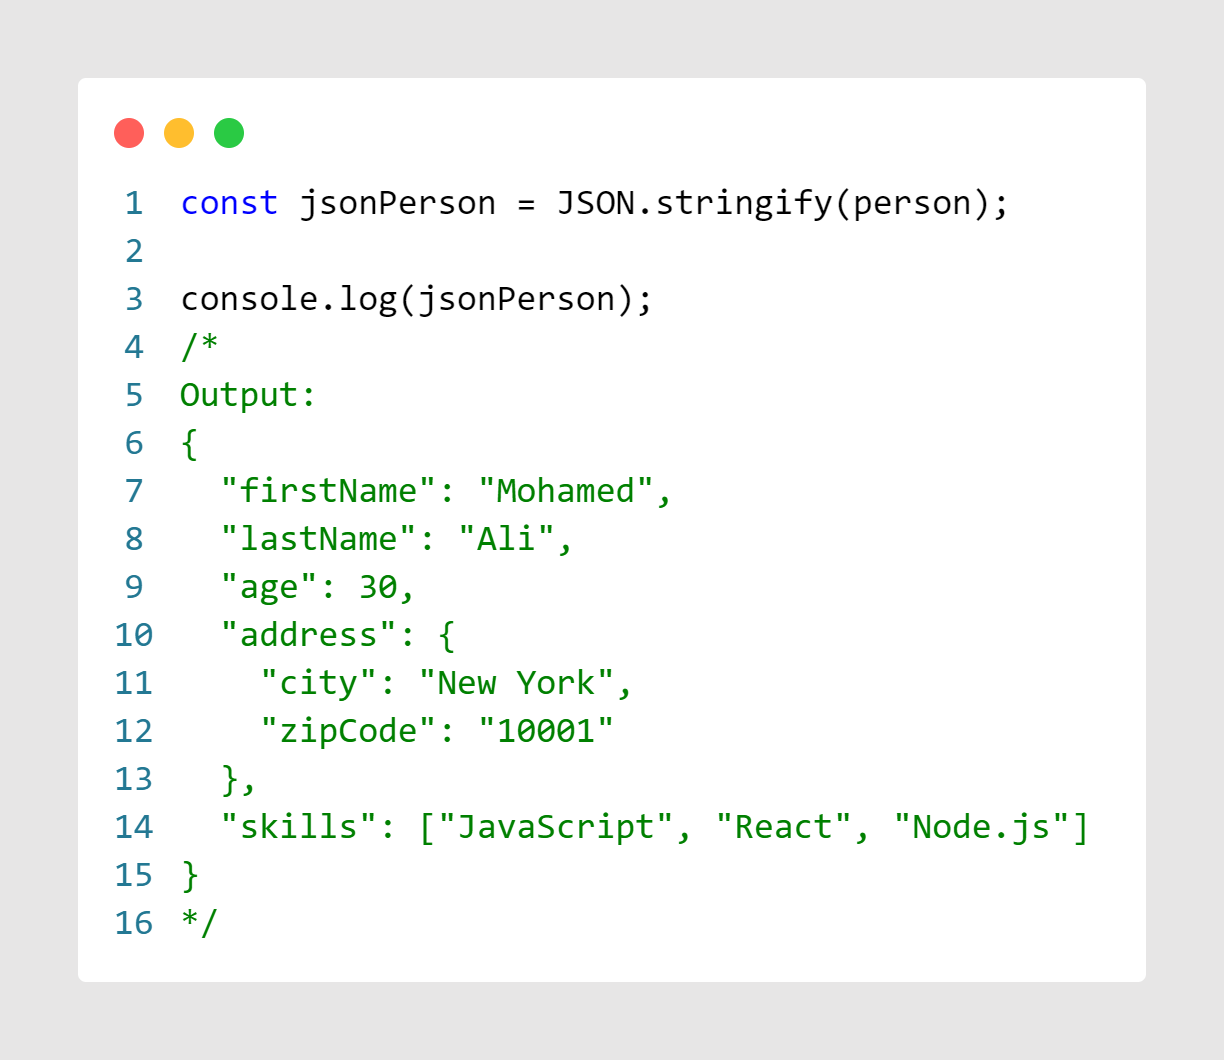 1 const jsonPerson = JSON.stringify(person);
2
3 console.log(jsonPerson);
4 /*
5 Output:
6 {
7   "firstName": "Mohamed",
8   "lastName": "Ali",
9   "age": 30,
10   "address": {
11     "city": "New York",
12     "zipCode": "10001"
13   },
14   "skills": ["JavaScript", "React", "Node.js"]
15 }
16 */